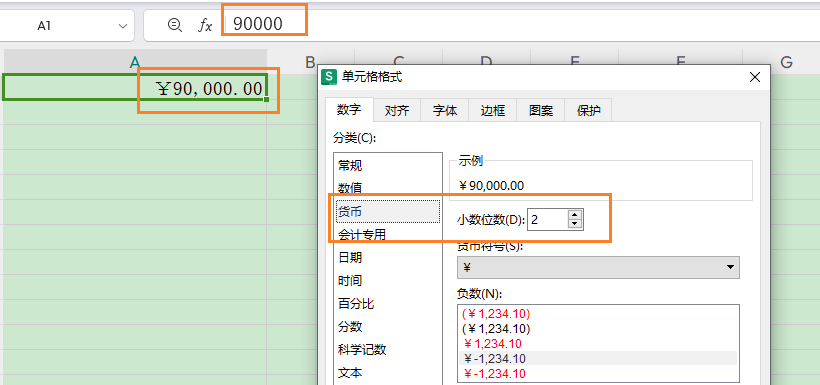 A1
fx
90000
A
B
C
D
E
F
G
￥90,000.00
S
单元格格式
数字
对齐
字体
边框
图案
保护
分类(C):
常规
数值
货币
会计专用
日期
时间
百分比
分数
科学记数
文本
示例
￥90,000.00
小数位数(D): 2
货币符号(S):
￥
负数(N):
(￥1,234.10)
(￥1,234.10)
￥1,234.10
￥-1,234.10
￥-1,234.10